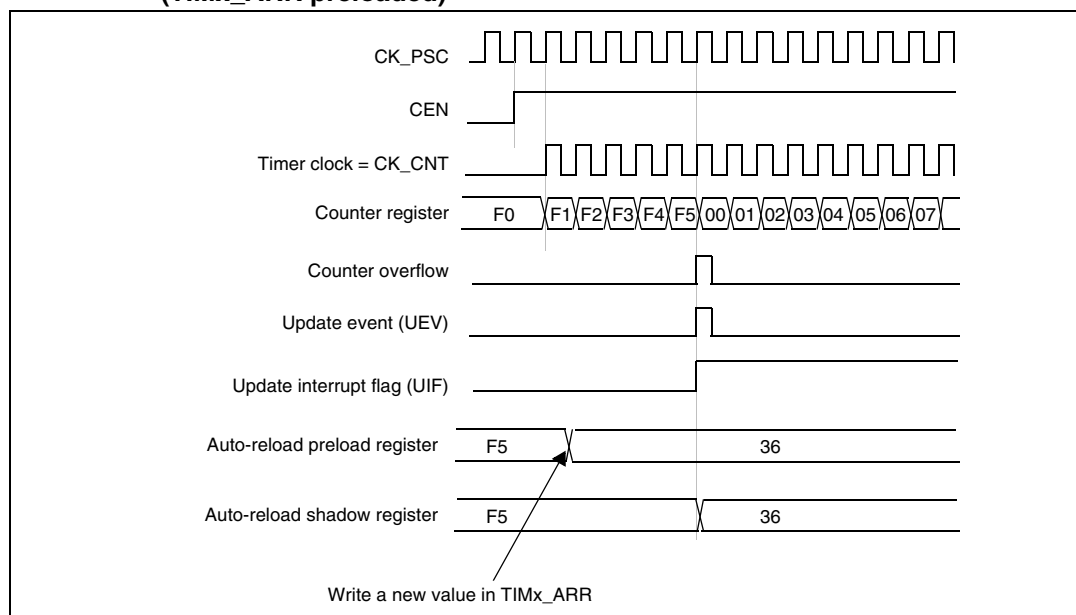 (TIMx_ARR preloaded)
CK_PSC
CEN
Timer clock = CK_CNT
Counter register F0 F1 F2 F3 F4 F5 00 01 02 03 04 05 06 07
Counter overflow
Update event (UEV)
Update interrupt flag (UIF)
Auto-reload preload register F5 36
Auto-reload shadow register F5 36
Write a new value in TIMx_ARR